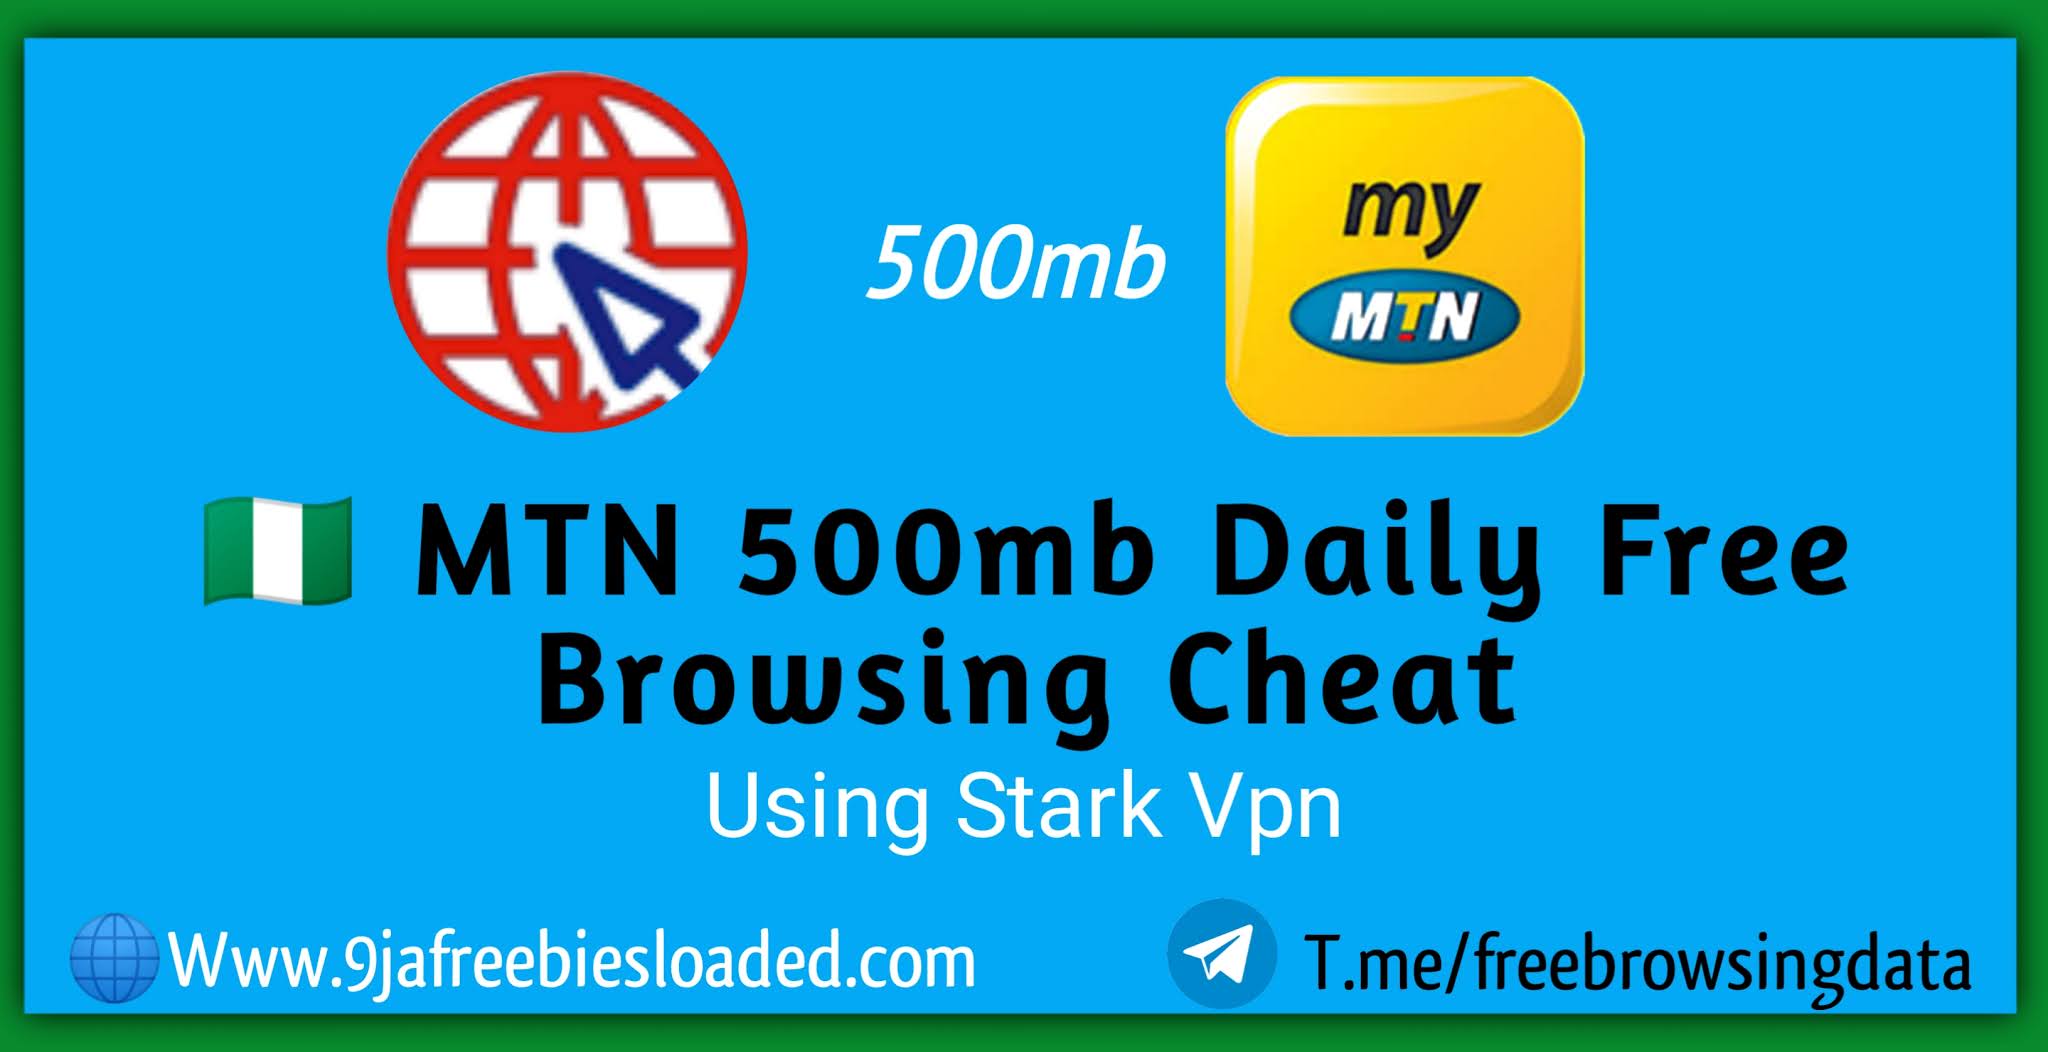 500mb
my
MTN
MTN 500mb Daily Free
Browsing Cheat
Using Stark Vpn
Www.9jafreebiesloaded.com
T.me/freebrowsingdata